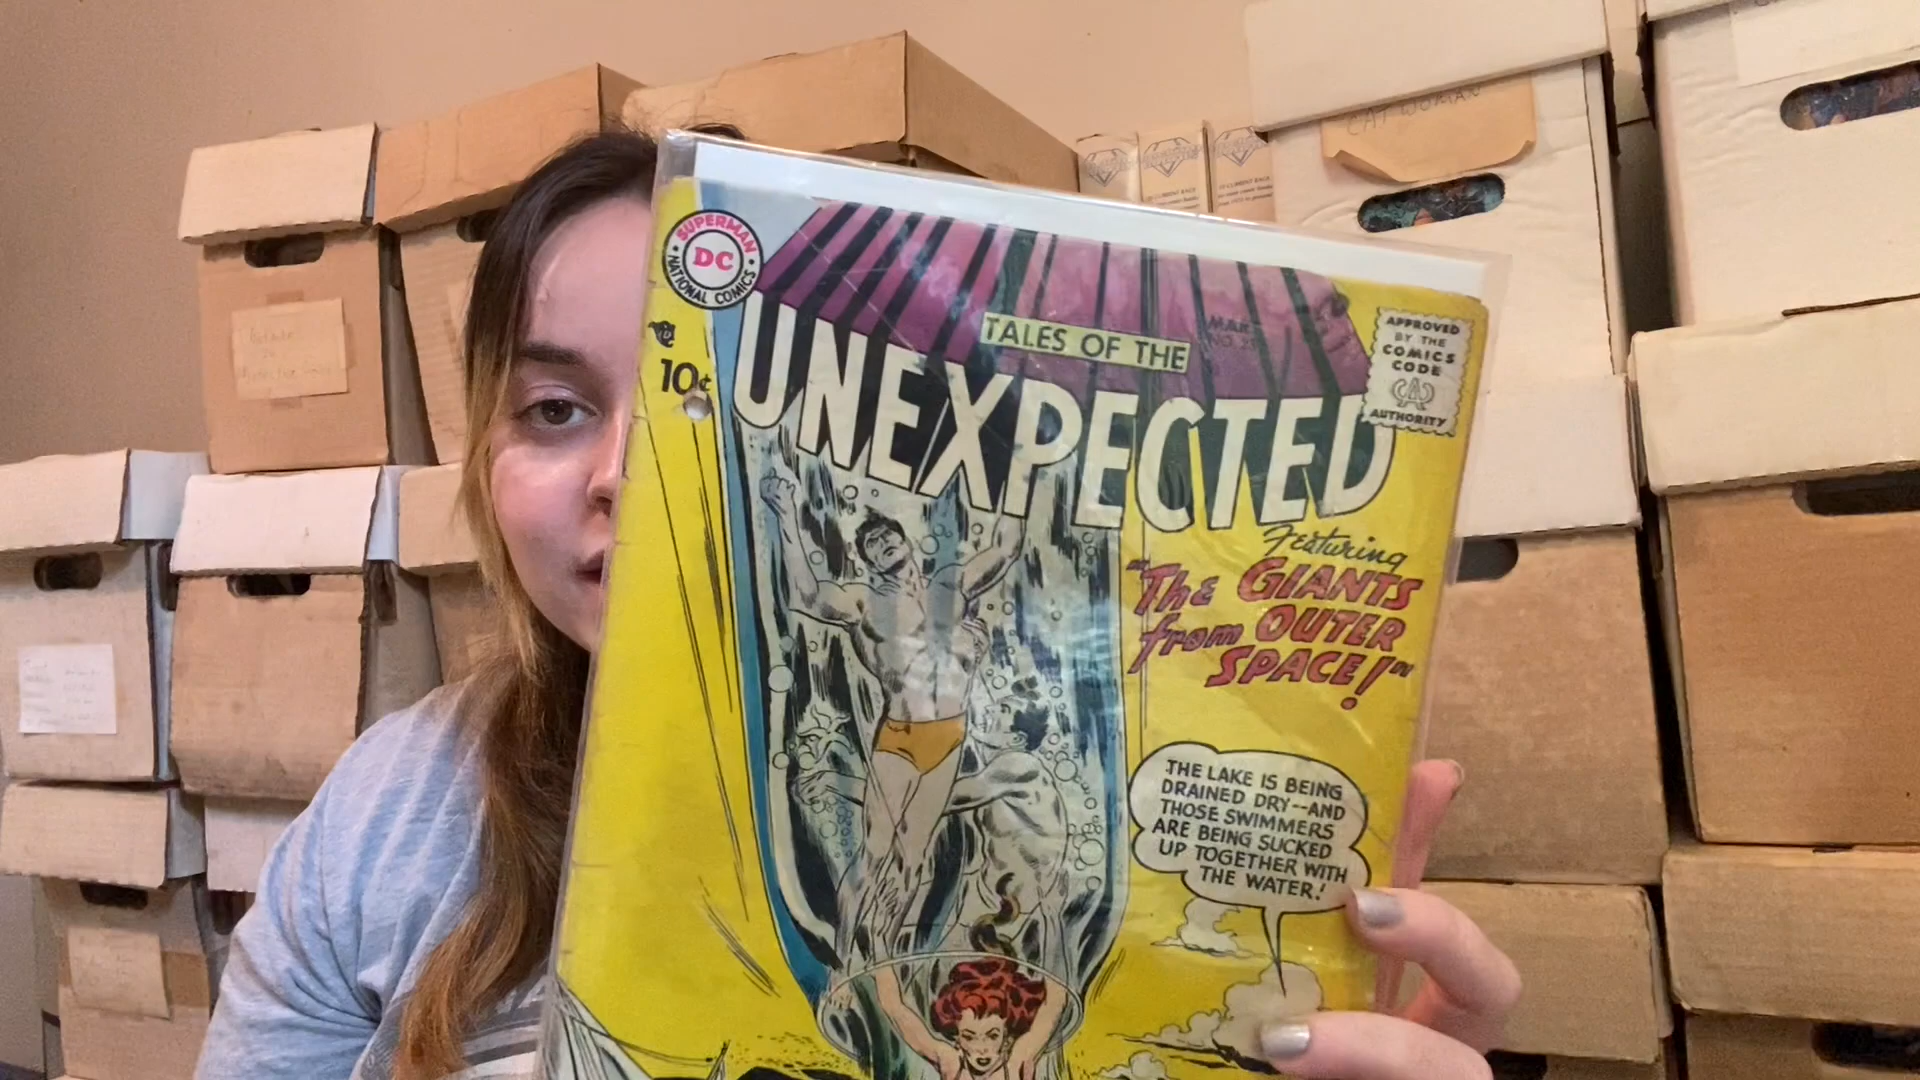 CATWOMAN
SUPERMAN
DC
NATIONAL COMICS
10¢
TALES OF THE
UNEXPECTED
MAR.
APPROVED
BY THE
COMICS
CODE
AUTHORITY
Featuring
"THE GIANTS
from OUTER
SPACE!"
THE LAKE IS BEING
DRAINED DRY--AND
THOSE SWIMMERS
ARE BEING SUCKED
UP TOGETHER WITH
THE WATER!